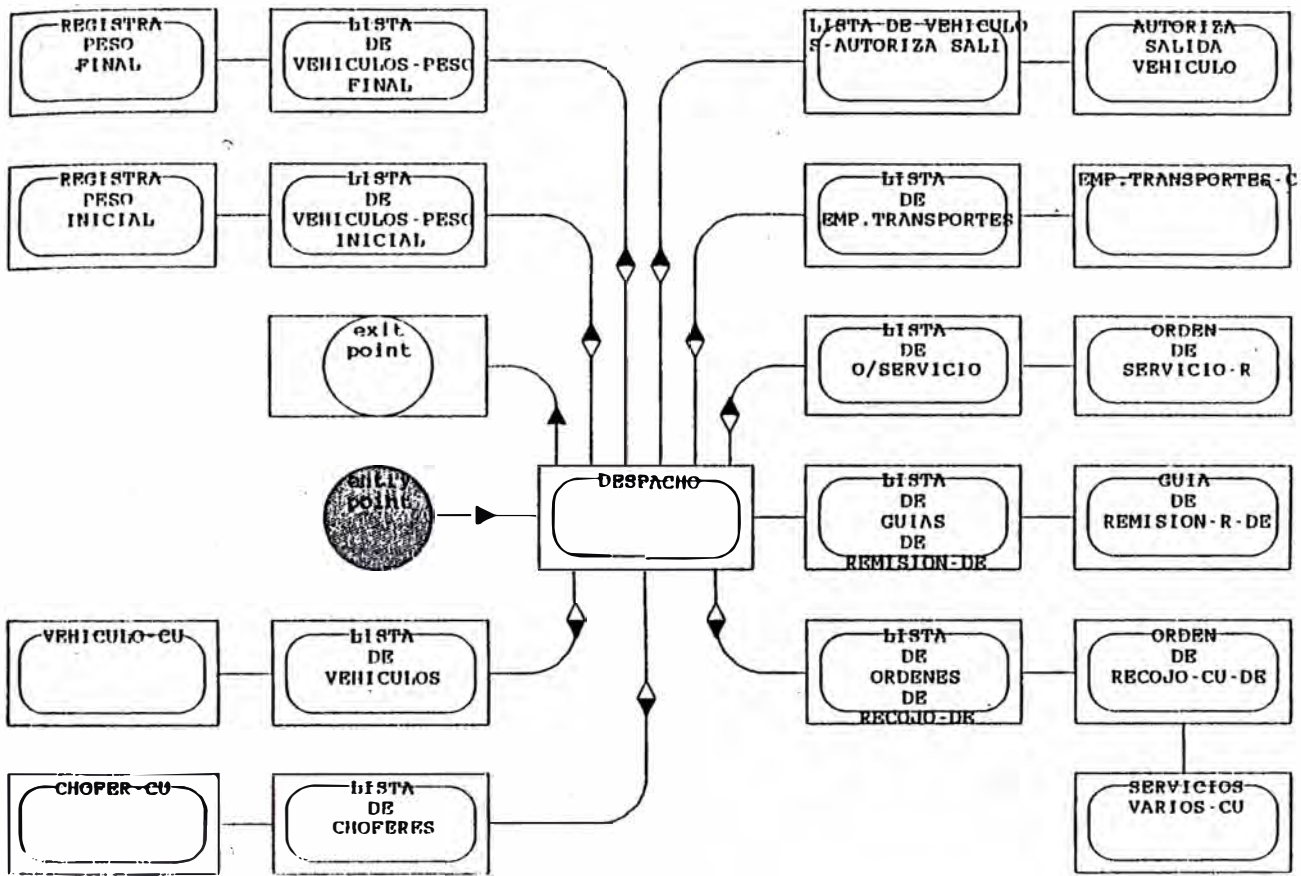 REGISTRA
PESO
FINAL
LISTA
DE
VEHICULOS-PESO
FINAL
LISTA DE VEHICULO
S-AUTORIZA SALI
AUTORIZA
SALIDA
VEHICULO
REGISTRA
PESO
INICIAL
LISTA
DE
VEHICULOS-PESO
INICIAL
LISTA
DE
EMP.TRANSPORTES
EMP.TRANSPORTES-C
exit
point
LISTA
DE
O/SERVICIO
ORDEN
DE
SERVICIO-R
entry
point
DESPACHO
LISTA
DE
GUIAS
DE
REMISION-DE
GUIA
DE
REMISION-R-DE
VEHICULO-CU
LISTA
DE
VEHICULOS
LISTA
DE
ORDENES
DE
RECOJO-DE
ORDEN
DE
RECOJO-CU-DE
CHOFER-CU
LISTA
DE
CHOFERES
SERVICIOS
VARIOS-CU